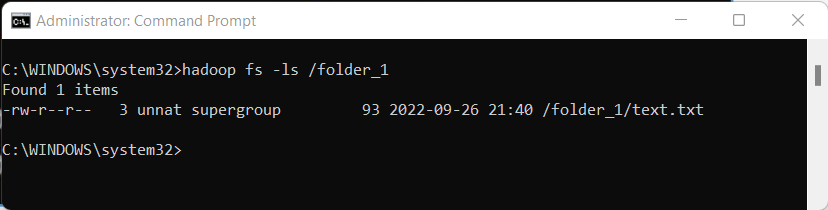 Administrator: Command Prompt
C:\WINDOWS\system32>hadoop fs -ls /folder_1
Found 1 items
-rw-r--r--   3 unnat supergroup         93 2022-09-26 21:40 /folder_1/text.txt
C:\WINDOWS\system32>